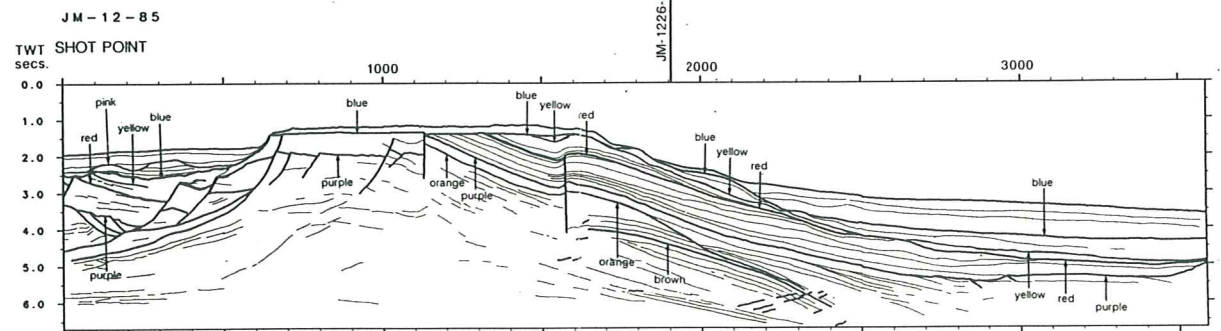 JM-12-85
JM-1226-
TWT SHOT POINT
secs.
1000 2000 3000
0.0
pink blue blue yellow
1.0
red yellow blue red
blue yellow red
2.0
purple orange purple
blue
3.0
4.0
purple orange brown
5.0
yellow red purple
6.0